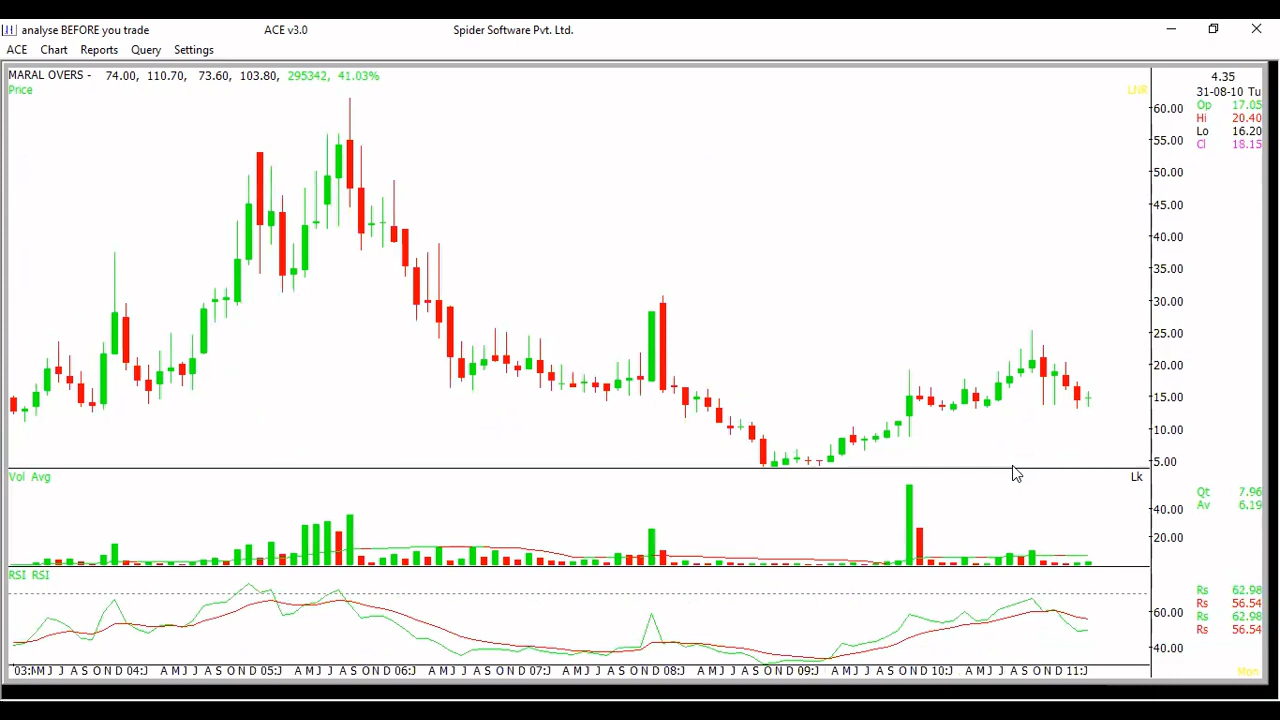 analyse BEFORE you trade ACE v3.0 Spider Software Pvt. Ltd.
ACE Chart Reports Query Settings
MARAL OVERS - 74.00, 110.70, 73.60, 103.80, 295342, 41.03%
Price
LNR
4.35
31-08-10 Tu
Op 17.05
Hi 20.40
Lo 16.20
Cl 18.15
60.00
55.00
50.00
45.00
40.00
35.00
30.00
25.00
20.00
15.00
10.00
5.00
Vol Avg
Lk
Qt 7.96
Av 6.19
40.00
20.00
RSI RSI
Rs 62.98
Rs 56.54
Rs 62.98
Rs 56.54
60.00
40.00
03:M J J A S O N D 04:J A M J J A S O N D 05:J A M J J A S O N D 06:J A M J J A S O N D 07:J A M J J A S O N D 08:J A M J J A S O N D 09:J A M J J A S O N D 10:J A M J J A S O N D 11:J
Mon